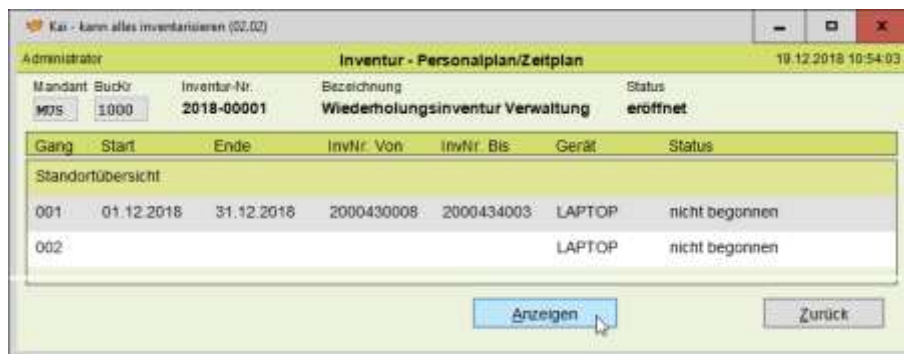 Kai - kann alles inventarisieren (02.02)
Administrator Inventur - Personalplan/Zeitplan 19.12.2018 10:54:03
Mandant BucKr Inventur-Nr. Bezeichnung Status
MUS 1000 2018-00001 Wiederholungsinventur Verwaltung eröffnet
Gang Start Ende InvNr. Von InvNr. Bis Gerät Status
Standortübersicht
001 01.12.2018 31.12.2018 2000430008 2000434003 LAPTOP nicht begonnen
002 LAPTOP nicht begonnen
Anzeigen Zurück